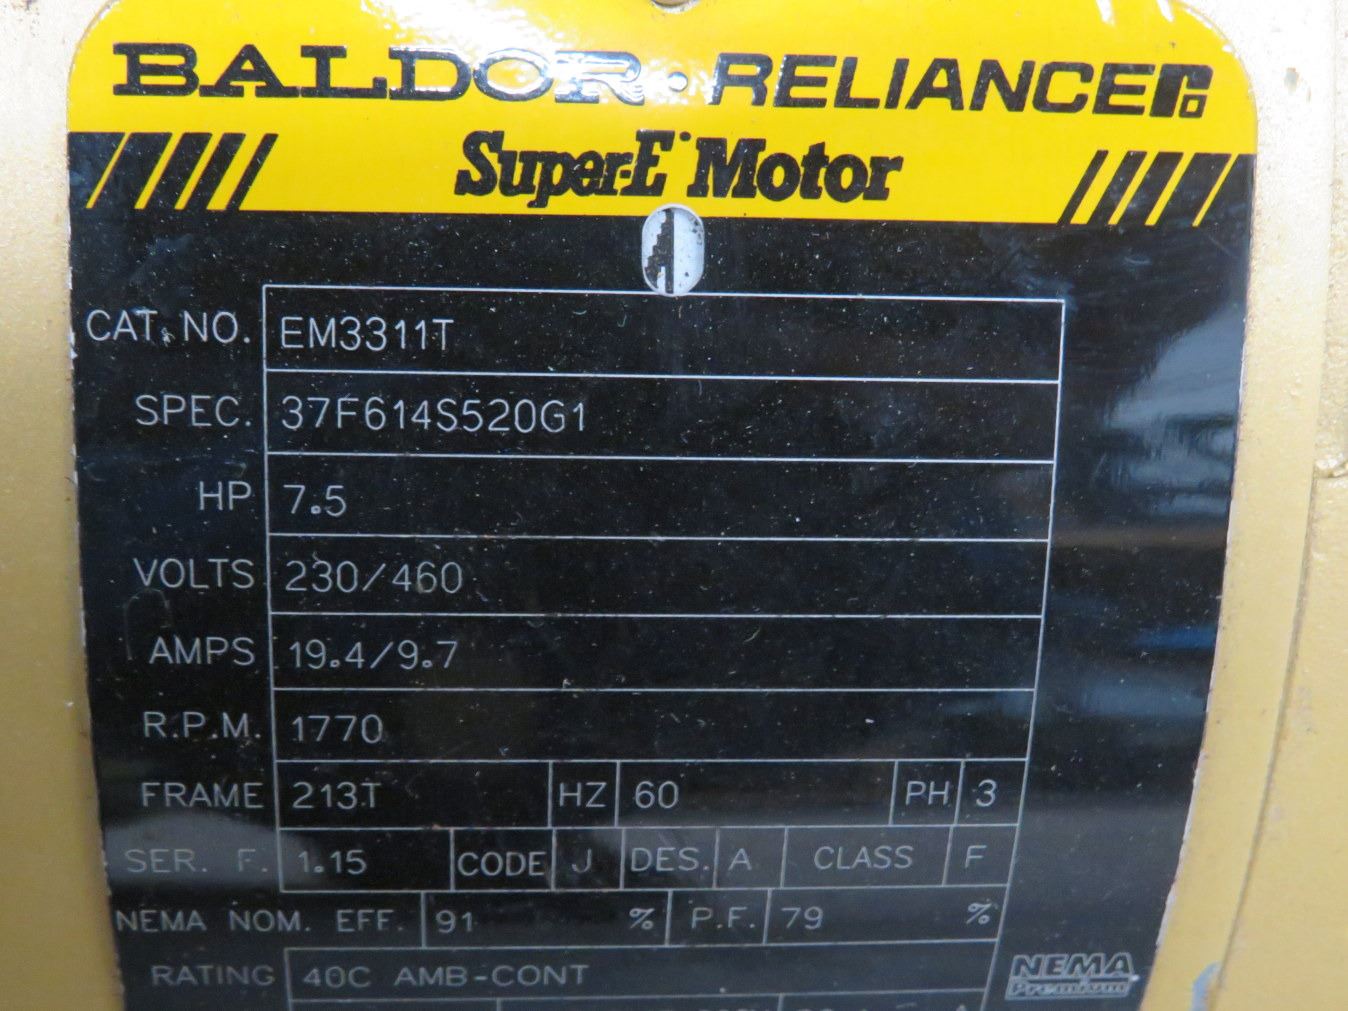 BALDOR · RELIANCE
Super-E Motor
CAT. NO. EM3311T
SPEC. 37F614S520G1
HP 7.5
VOLTS 230/460
AMPS 19.4/9.7
R.P.M. 1770
FRAME 213T HZ 60 PH 3
SER. F. 1.15 CODE J DES. A CLASS F
NEMA NOM. EFF. 91 % P.F. 79 %
RATING 40C AMB-CONT
NEMA
Premium